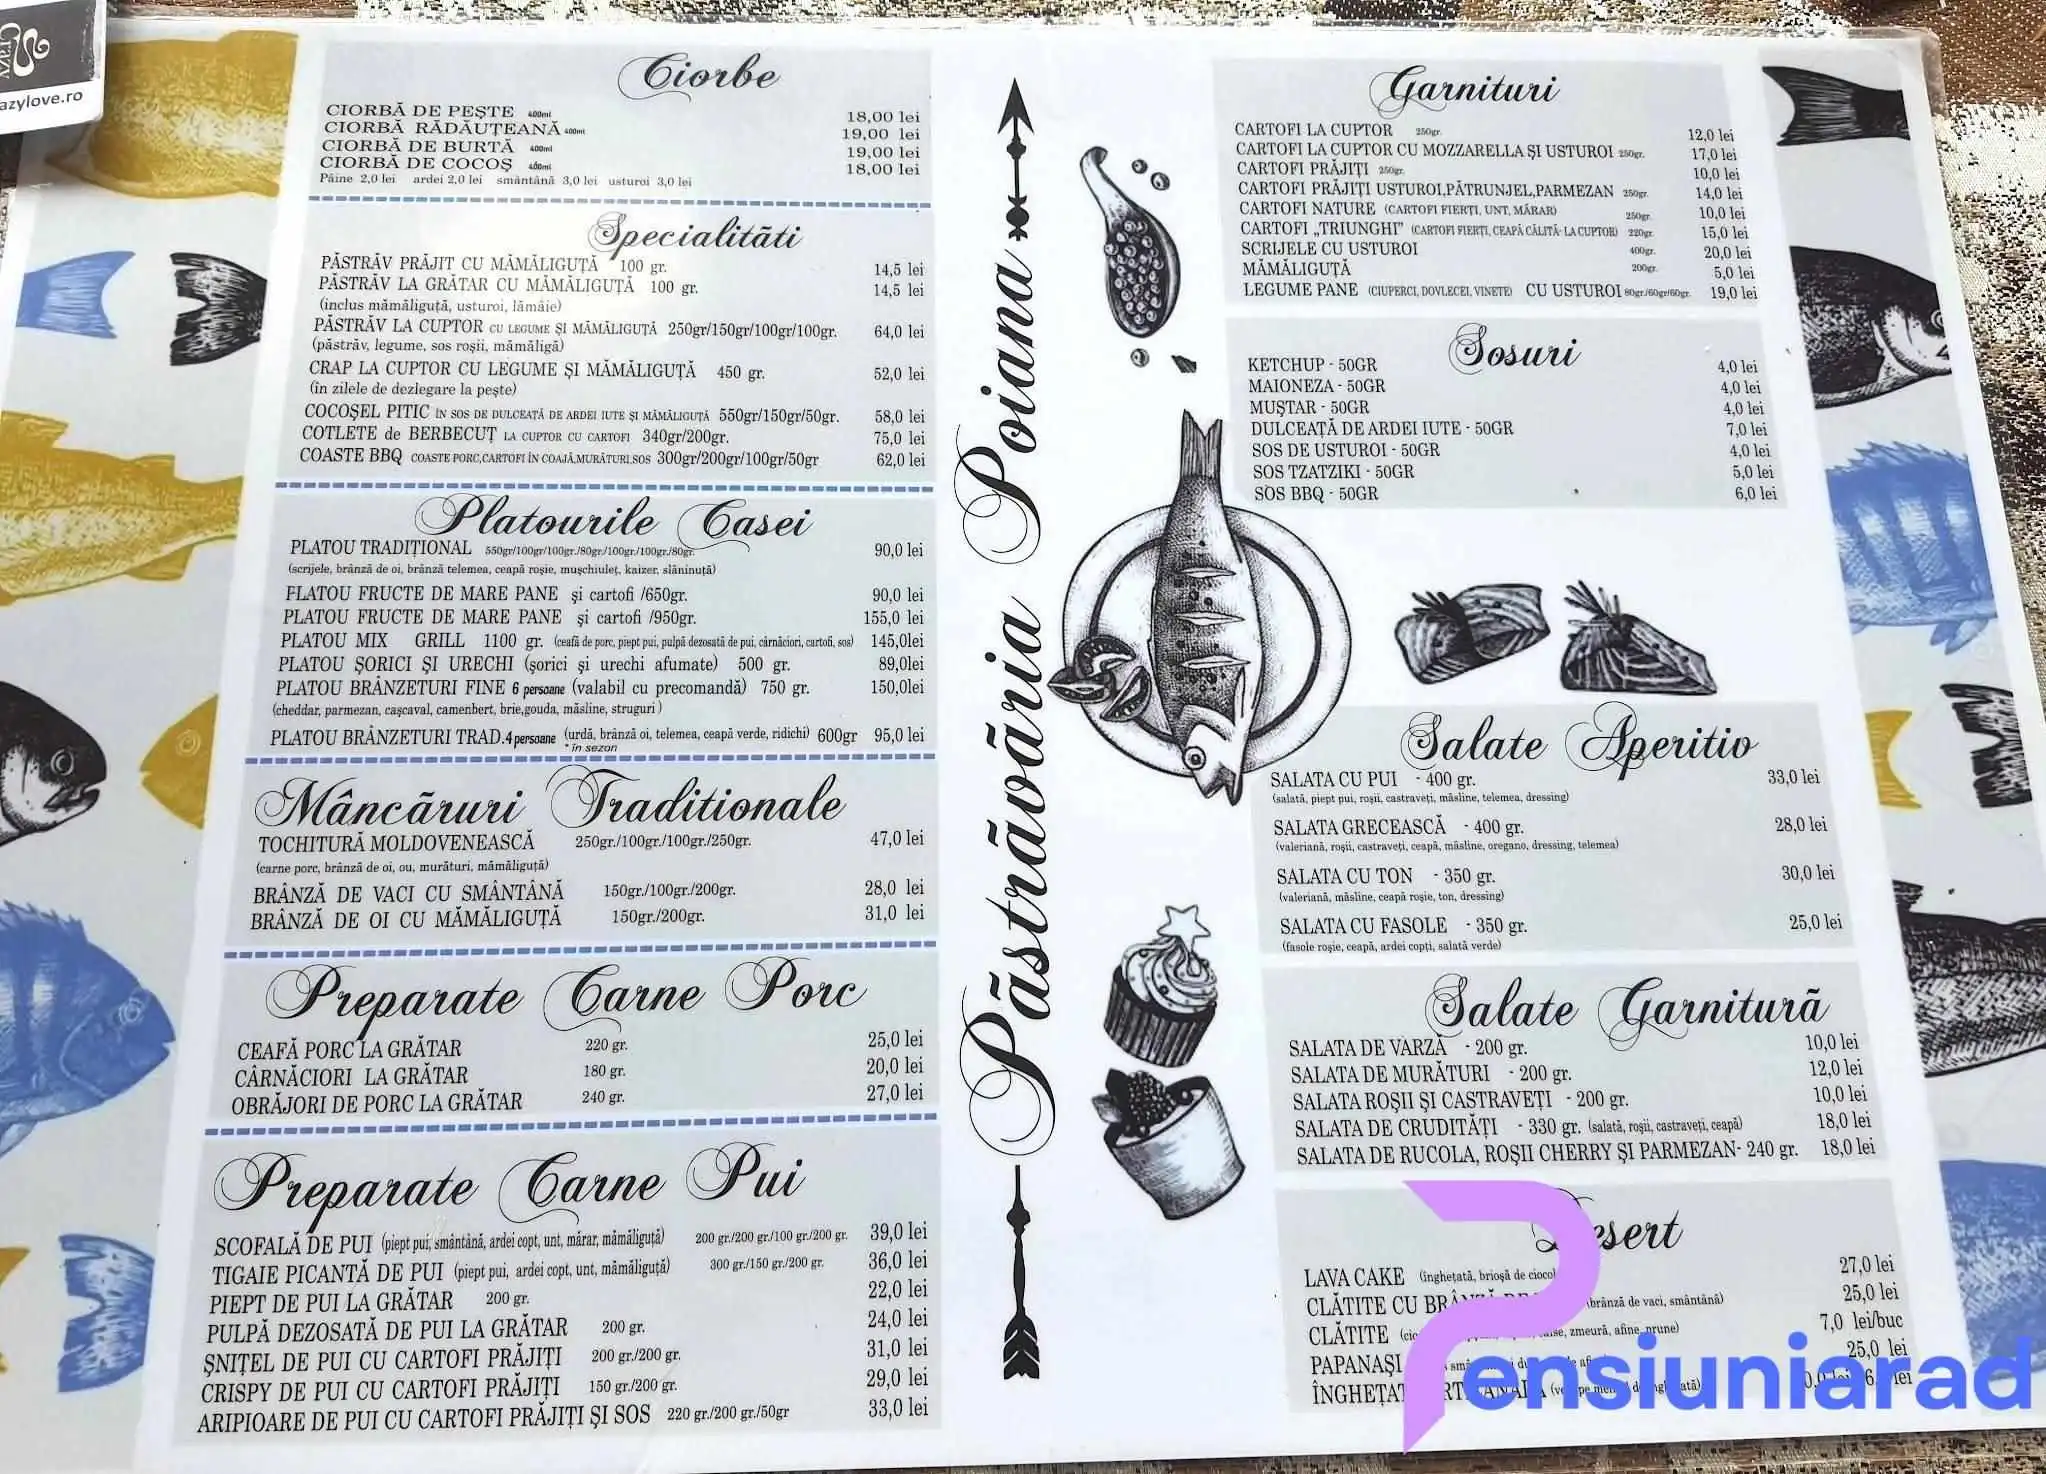 Crazy
azylove.ro
Ciorbe
CIORBĂ DE PEȘTE 400ml 18,00 lei
CIORBĂ RĂDĂUȚEANĂ 400ml 19,00 lei
CIORBĂ DE BURTĂ 400ml 19,00 lei
CIORBĂ DE COCOȘ 400ml 18,00 lei
Pâine 2,0 lei ardei 2,0 lei smântână 3,0 lei usturoi 3,0 lei
Specialităti
PĂSTRĂV PRĂJIT CU MĂMĂLIGUȚĂ 100 gr. 14,5 lei
PĂSTRĂV LA GRĂTAR CU MĂMĂLIGUȚĂ 100 gr. 14,5 lei
(inclus mămăliguță, usturoi, lămâie)
PĂSTRĂV LA CUPTOR CU LEGUME ȘI MĂMĂLIGUȚĂ 250gr/150gr/100gr/100gr. 64,0 lei
(păstrăv, legume, sos roșii, mămăligă)
CRAP LA CUPTOR CU LEGUME ȘI MĂMĂLIGUȚĂ 450 gr. 52,0 lei
(în zilele de dezlegare la pește)
COCOȘEL PITIC ÎN SOS DE DULCEAȚĂ DE ARDEI IUTE ȘI MĂMĂLIGUȚĂ 550gr/150gr/50gr. 58,0 lei
COTLETE de BERBECUȚ LA CUPTOR CU CARTOFI 340gr/200gr. 75,0 lei
COASTE BBQ COASTE PORC,CARTOFI ÎN COAJĂ,MURĂTURI,SOS 300gr/200gr/100gr/50gr 62,0 lei
Platourile Casei
PLATOU TRADIȚIONAL 550gr/100gr/100gr./80gr./100gr./100gr./80gr. 90,0 lei
(scrijele, brânză de oi, brânză telemea, ceapă roșie, mușchiuleț, kaizer, slăninuță)
PLATOU FRUCTE DE MARE PANE și cartofi /650gr. 90,0 lei
PLATOU FRUCTE DE MARE PANE și cartofi /950gr. 155,0 lei
PLATOU MIX GRILL 1100 gr. (ceafă de porc, piept pui, pulpă dezosată de pui, cârnăciori, cartofi, sos) 145,0lei
PLATOU ȘORICI ȘI URECHI (șorici și urechi afumate) 500 gr. 89,0lei
PLATOU BRÂNZETURI FINE 6 persoane (valabil cu precomandă) 750 gr. 150,0lei
(cheddar, parmezan, cașcaval, camenbert, brie,gouda, măsline, struguri )
PLATOU BRÂNZETURI TRAD.4 persoane (urdă, brânză oi, telemea, ceapă verde, ridichi) 600gr 95,0 lei
* în sezon
Mâncăruri Traditionale
TOCHITURĂ MOLDOVENEASCĂ 250gr./100gr./100gr./250gr. 47,0 lei
(carne porc, brânză de oi, ou, murături, mămăliguță)
BRÂNZĂ DE VACI CU SMÂNTÂNĂ 150gr./100gr./200gr. 28,0 lei
BRÂNZĂ DE OI CU MĂMĂLIGUȚĂ 150gr./200gr. 31,0 lei
Preparate Carne Porc
CEAFĂ PORC LA GRĂTAR 220 gr. 25,0 lei
CÂRNĂCIORI LA GRĂTAR 180 gr. 20,0 lei
OBRĂJORI DE PORC LA GRĂTAR 240 gr. 27,0 lei
Preparate Carne Pui
SCOFALĂ DE PUI (piept pui, smântână, ardei copt, unt, mărar, mămăliguță) 200 gr./200 gr./100 gr./200 gr. 39,0 lei
TIGAIE PICANTĂ DE PUI (piept pui, ardei copt, unt, mămăliguță) 300 gr./150 gr./200 gr. 36,0 lei
PIEPT DE PUI LA GRĂTAR 200 gr. 22,0 lei
PULPĂ DEZOSATĂ DE PUI LA GRĂTAR 200 gr. 24,0 lei
ȘNIȚEL DE PUI CU CARTOFI PRĂJIȚI 200 gr./200 gr. 31,0 lei
CRISPY DE PUI CU CARTOFI PRĂJIȚI 150 gr./200 gr. 29,0 lei
ARIPIOARE DE PUI CU CARTOFI PRĂJIȚI ȘI SOS 220 gr./200 gr./50gr 33,0 lei
Păstrăvăria Poiana
Garnituri
CARTOFI LA CUPTOR 250gr. 12,0 lei
CARTOFI LA CUPTOR CU MOZZARELLA ȘI USTUROI 250gr. 17,0 lei
CARTOFI PRĂJIȚI 250gr. 10,0 lei
CARTOFI PRĂJIȚI USTUROI,PĂTRUNJEL,PARMEZAN 250gr. 14,0 lei
CARTOFI NATURE (CARTOFI FIERȚI, UNT, MĂRAR) 250gr. 10,0 lei
CARTOFI „TRIUNGHI” (CARTOFI FIERȚI, CEAPĂ CĂLITĂ- LA CUPTOR) 220gr. 15,0 lei
SCRIJELE CU USTUROI 400gr. 20,0 lei
MĂMĂLIGUȚĂ 200gr. 5,0 lei
LEGUME PANE (CIUPERCI, DOVLECEI, VINETE) CU USTUROI 80gr./60gr/60gr. 19,0 lei
Sosuri
KETCHUP - 50GR 4,0 lei
MAIONEZA - 50GR 4,0 lei
MUȘTAR - 50GR 4,0 lei
DULCEAȚĂ DE ARDEI IUTE - 50GR 7,0 lei
SOS DE USTUROI - 50GR 4,0 lei
SOS TZATZIKI - 50GR 5,0 lei
SOS BBQ - 50GR 6,0 lei
Salate Aperitiv
SALATA CU PUI - 400 gr. 33,0 lei
(salată, piept pui, roșii, castraveți, măsline, telemea, dressing)
SALATA GRECEASCĂ - 400 gr. 28,0 lei
(valeriană, roșii, castraveți, ceapă, măsline, oregano, dressing, telemea)
SALATA CU TON - 350 gr. 30,0 lei
(valeriană, măsline, ceapă roșie, ton, dressing)
SALATA CU FASOLE - 350 gr. 25,0 lei
(fasole roșie, ceapă, ardei copți, salată verde)
Salate Garnitură
SALATA DE VARZĂ - 200 gr. 10,0 lei
SALATA DE MURĂTURI - 200 gr. 12,0 lei
SALATA ROȘII ȘI CASTRAVEȚI - 200 gr. 10,0 lei
SALATA DE CRUDITĂȚI - 330 gr. (salată, roșii, castraveți, ceapă) 18,0 lei
SALATA DE RUCOLA, ROȘII CHERRY ȘI PARMEZAN- 240 gr. 18,0 lei
Desert
LAVA CAKE (înghețată, brioșă de 27,0 lei
CLĂTITE CU BRÂNZĂ (brânză de vaci, smântână) 25,0 lei
CLĂTITE zmeură, afine, prune) 7,0 lei/buc
PAPANAȘI 25,0 lei
ensiuniarad